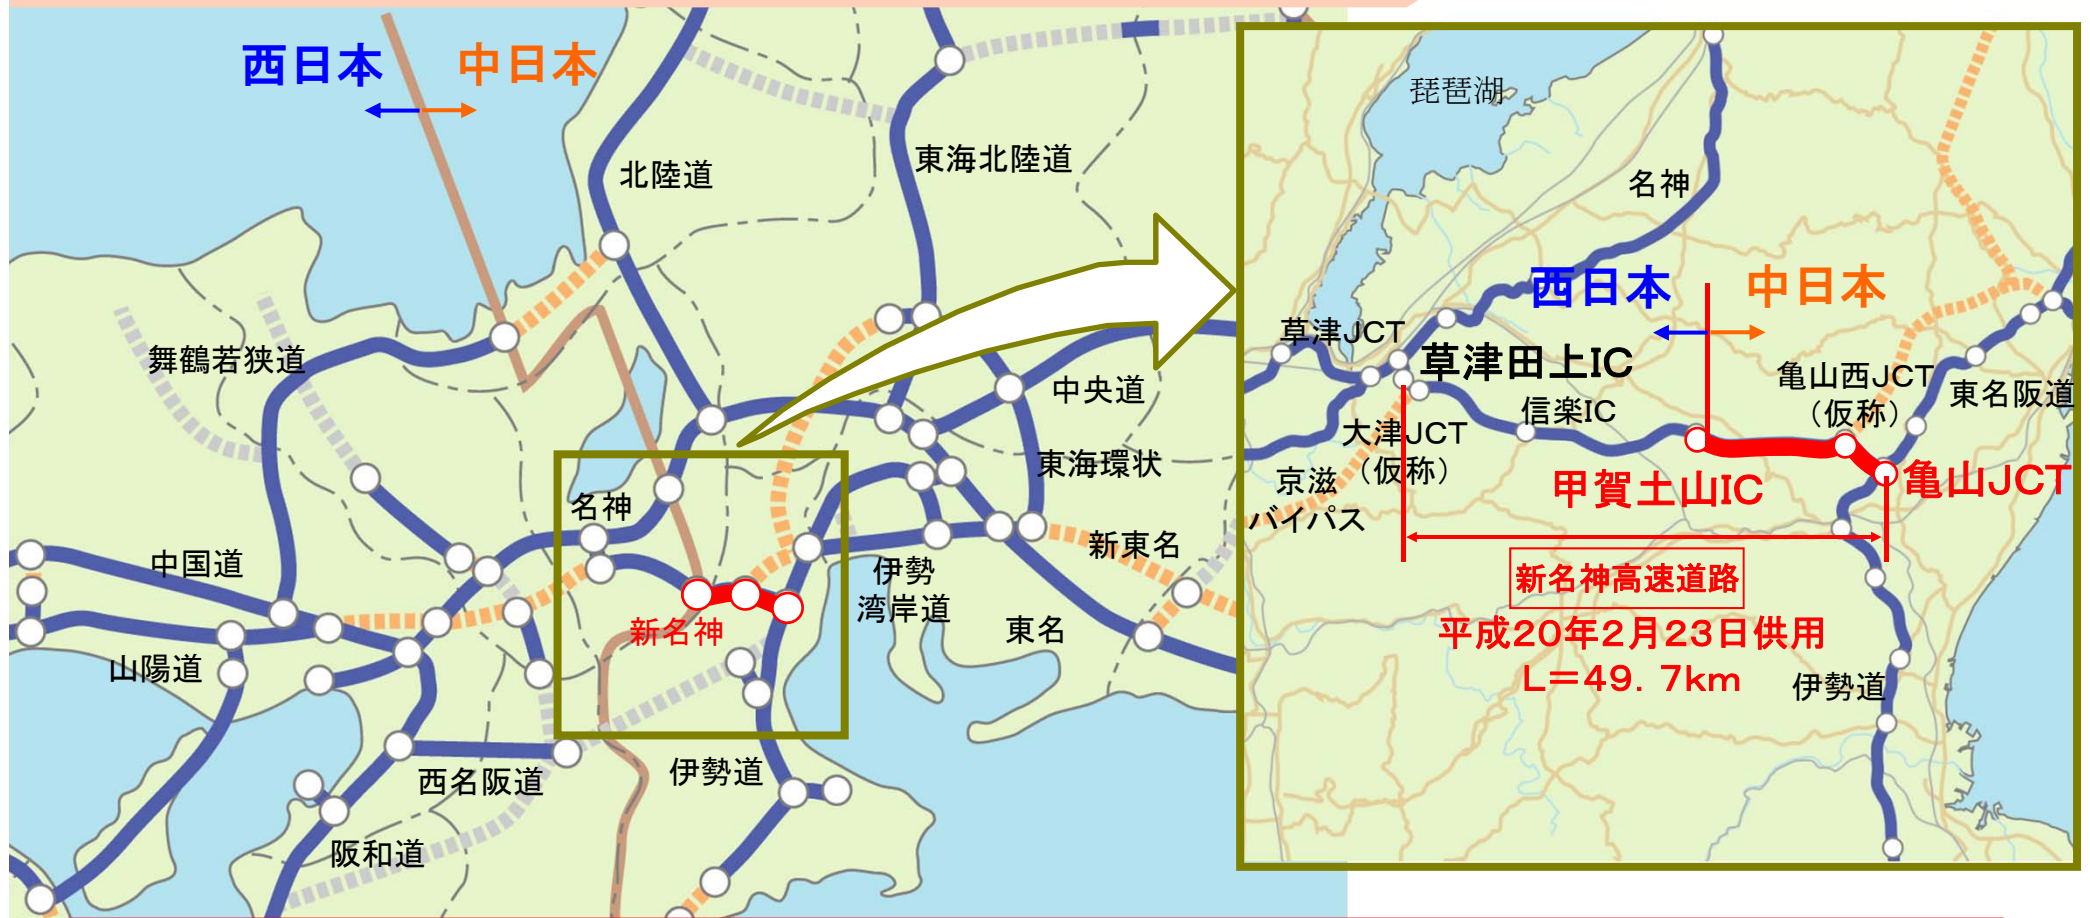 西日本
中日本
北陸道
東海北陸道
舞鶴若狭道
中央道
東海環状
名神
中国道
新東名
伊勢
湾岸道
新名神
東名
山陽道
西名阪道
伊勢道
阪和道
琵琶湖
名神
西日本
中日本
草津JCT
草津田上IC
亀山西JCT
（仮称）
東名阪道
信楽IC
大津JCT
（仮称）
京滋
バイパス
甲賀土山IC
亀山JCT
新名神高速道路
平成20年2月23日供用
L＝49．7km
伊勢道